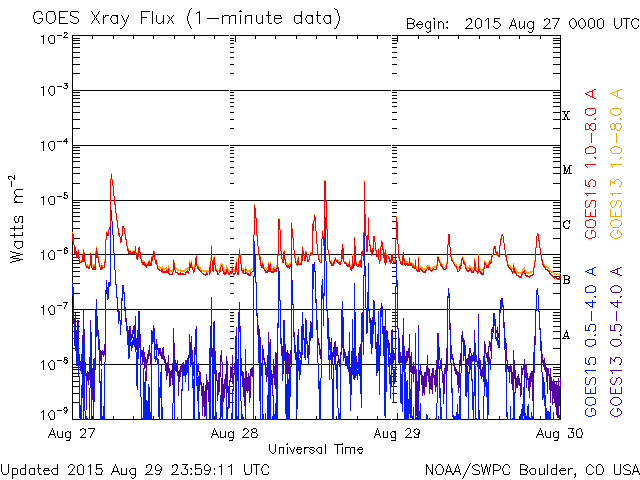 GOES Xray Flux (1-minute data)
Begin: 2015 Aug 27 0000 UTC
10-2
10-3
10-4
10-5
10-6
10-7
10-8
10-9
Watts m-2
X
M
C
B
A
GOES15 1.0-8.0 A
GOES13 1.0-8.0 A
GOES15 0.5-4.0 A
GOES13 0.5-4.0 A
Aug 27
Aug 28
Aug 29
Aug 30
Universal Time
Updated 2015 Aug 29 23:59:11 UTC
NOAA/SWPC Boulder, CO USA